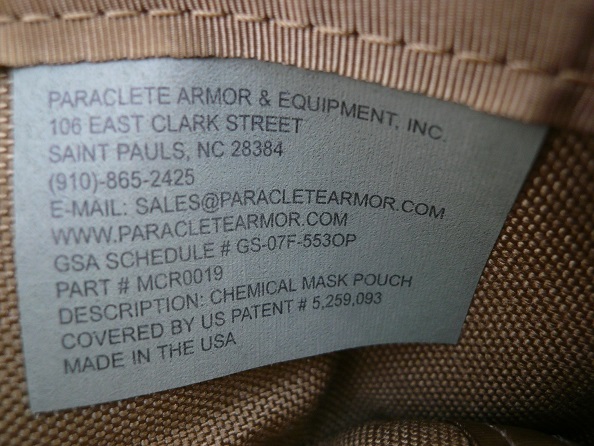 PARACLETE ARMOR & EQUIPMENT, INC.
106 EAST CLARK STREET
SAINT PAULS, NC 28384
(910)-865-2425
E-MAIL: SALES@PARACLETEARMOR.COM
WWW.PARACLETEARMOR.COM
GSA SCHEDULE # GS-07F-553OP
PART # MCR0019
DESCRIPTION: CHEMICAL MASK POUCH
COVERED BY US PATENT # 5,259,093
MADE IN THE USA